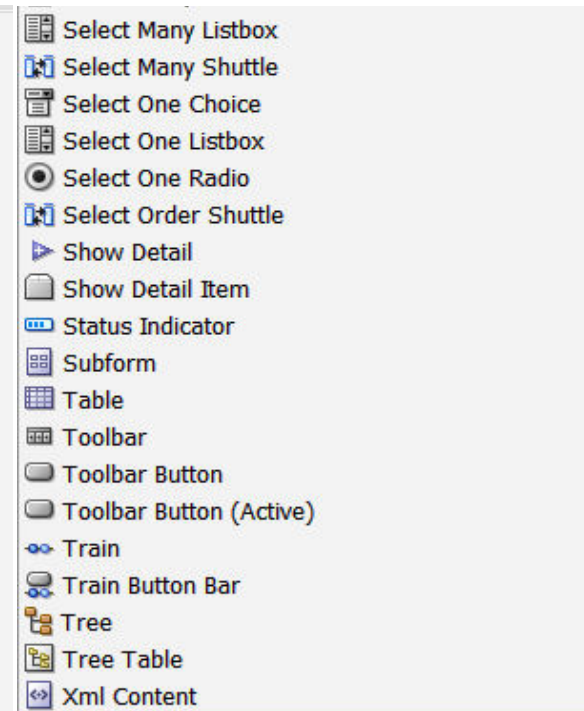 Select Many Listbox
Select Many Shuttle
Select One Choice
Select One Listbox
Select One Radio
Select Order Shuttle
Show Detail
Show Detail Item
Status Indicator
Subform
Table
Toolbar
Toolbar Button
Toolbar Button (Active)
Train
Train Button Bar
Tree
Tree Table
Xml Content